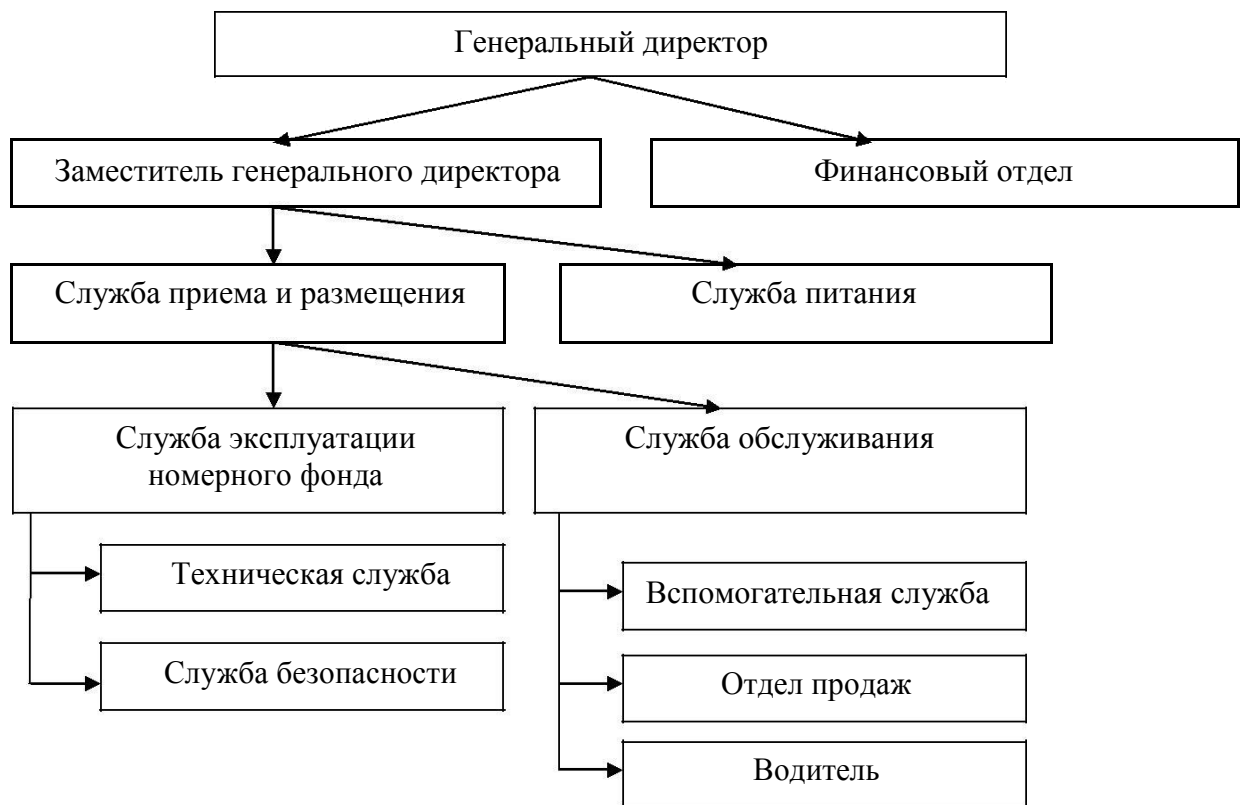 Генеральный директор
Заместитель генерального директора
Финансовый отдел
Служба приема и размещения
Служба питания
Служба эксплуатации
номерного фонда
Служба обслуживания
Техническая служба
Служба безопасности
Вспомогательная служба
Отдел продаж
Водитель